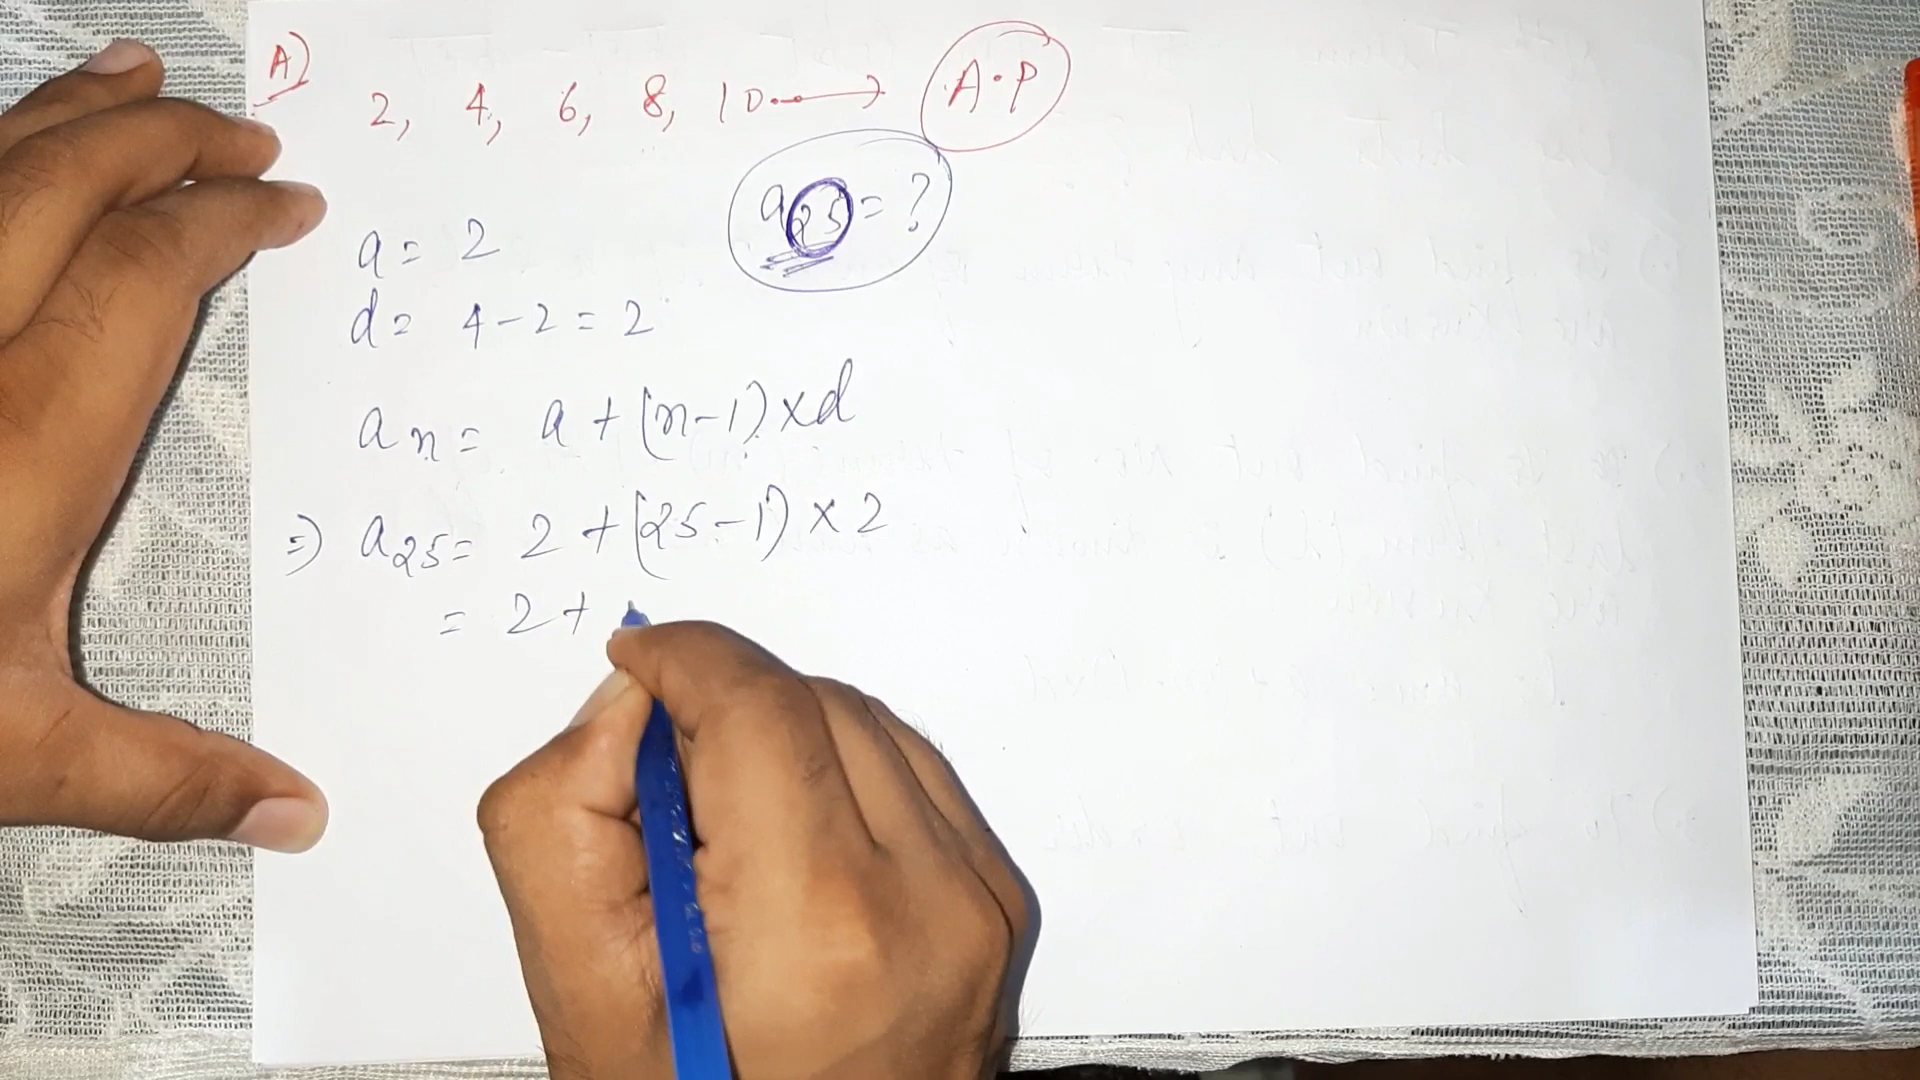 A) 2, 4, 6, 8, 10 ⟶ A.P
a25 = ?
a = 2
d = 4 - 2 = 2
an = a + (n-1) × d
=> a25 = 2 + (25-1) × 2
= 2 +